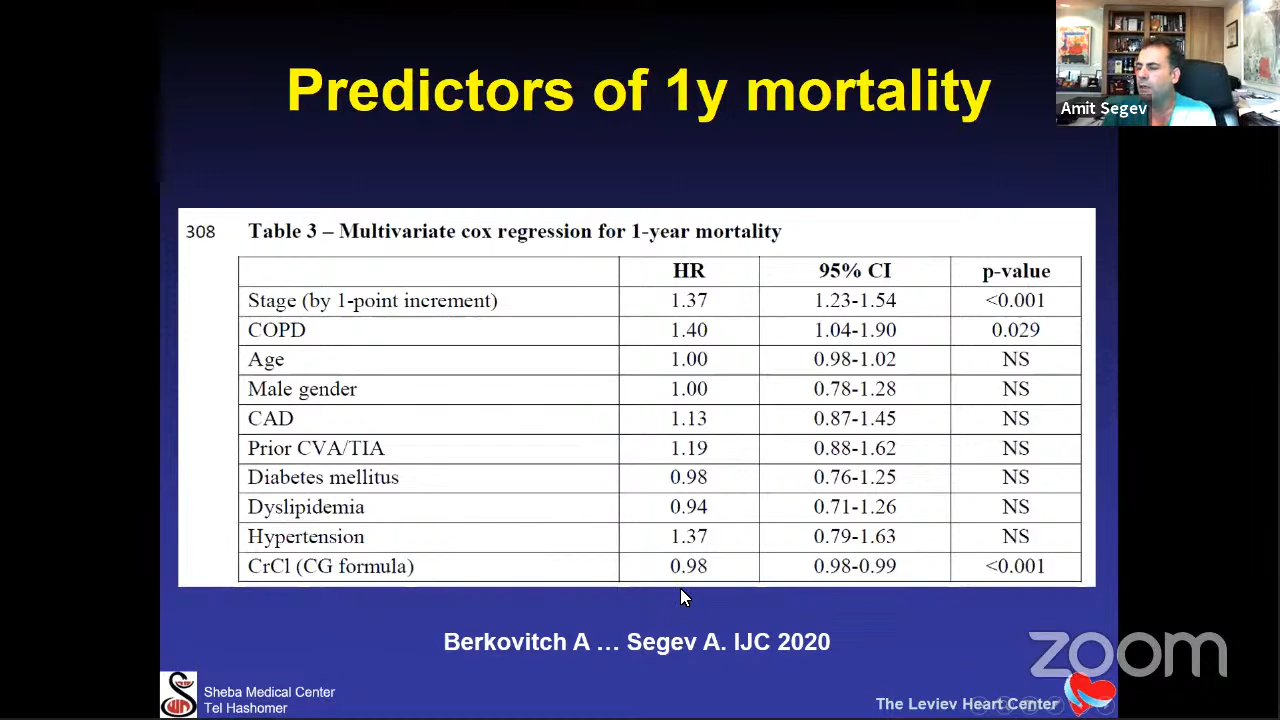 Predictors of 1y mortality
Amit Segev
308 Table 3 – Multivariate cox regression for 1-year mortality
HR 95% CI p-value
Stage (by 1-point increment) 1.37 1.23-1.54 <0.001
COPD 1.40 1.04-1.90 0.029
Age 1.00 0.98-1.02 NS
Male gender 1.00 0.78-1.28 NS
CAD 1.13 0.87-1.45 NS
Prior CVA/TIA 1.19 0.88-1.62 NS
Diabetes mellitus 0.98 0.76-1.25 NS
Dyslipidemia 0.94 0.71-1.26 NS
Hypertension 1.37 0.79-1.63 NS
CrCl (CG formula) 0.98 0.98-0.99 <0.001
Berkovitch A … Segev A. IJC 2020
zoom
Sheba Medical Center
Tel Hashomer
The Leviev Heart Center